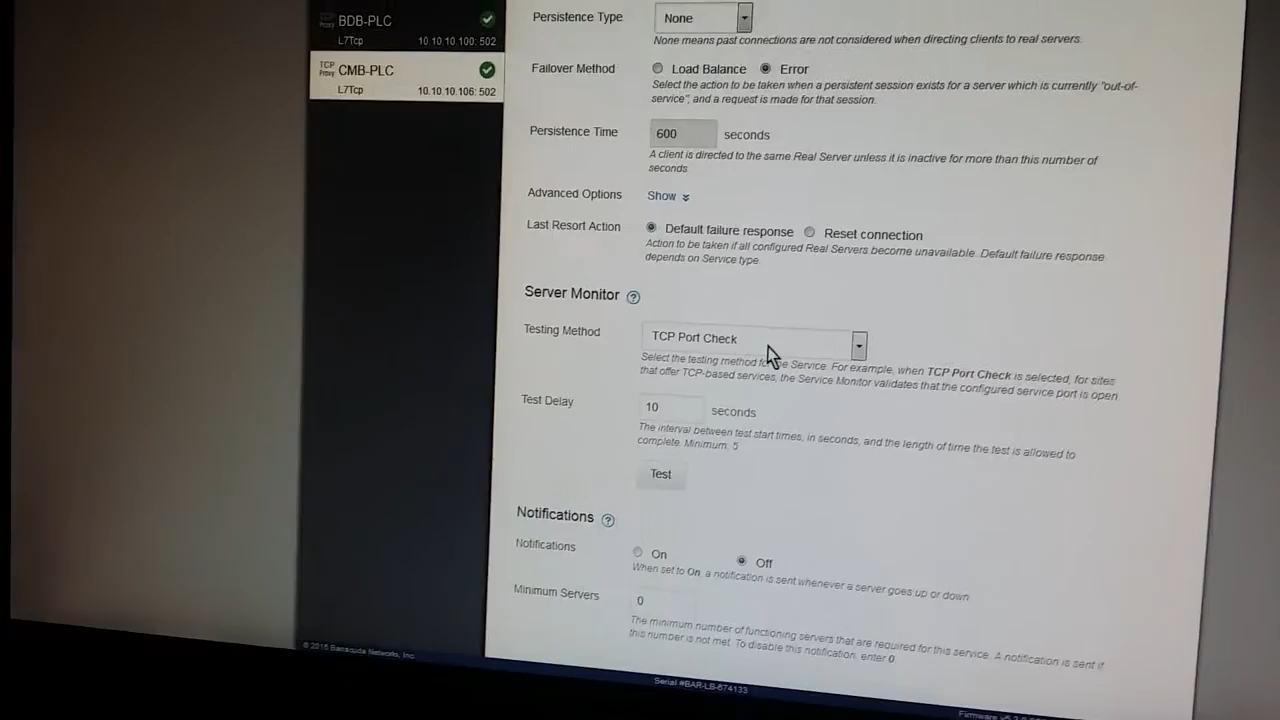 TCP
Proxy
BDB-PLC
L7Tcp
10.10.10.100: 502
TCP
Proxy
CMB-PLC
L7Tcp
10.10.10.106: 502
Persistence Type
None
None means past connections are not considered when directing clients to real servers.
Failover Method
Load Balance
Error
Select the action to be taken when a persistent session exists for a server which is currently "out-of-
service", and a request is made for that session.
Persistence Time
600
seconds
A client is directed to the same Real Server unless it is inactive for more than this number of
seconds.
Advanced Options
Show
Last Resort Action
Default failure response
Reset connection
Action to be taken if all configured Real Servers become unavailable. Default failure response
depends on Service type.
Server Monitor ?
Testing Method
TCP Port Check
Select the testing method the Service. For example, when TCP Port Check is selected, for sites
that offer TCP-based services, the Service Monitor validates that the configured service port is open.
Test Delay
10
seconds
The interval between test start times, in seconds, and the length of time the test is allowed to
complete. Minimum: 5
Test
Notifications ?
Notifications
On
Off
When set to On, a notification is sent whenever a server goes up or down
Minimum Servers
0
The minimum number of functioning servers that are required for this service. A notification is sent if
this number is not met. To disable this notification, enter 0.
© 2015 Barracuda Networks, Inc.
Serial #BAR-LB-674133
Firmware